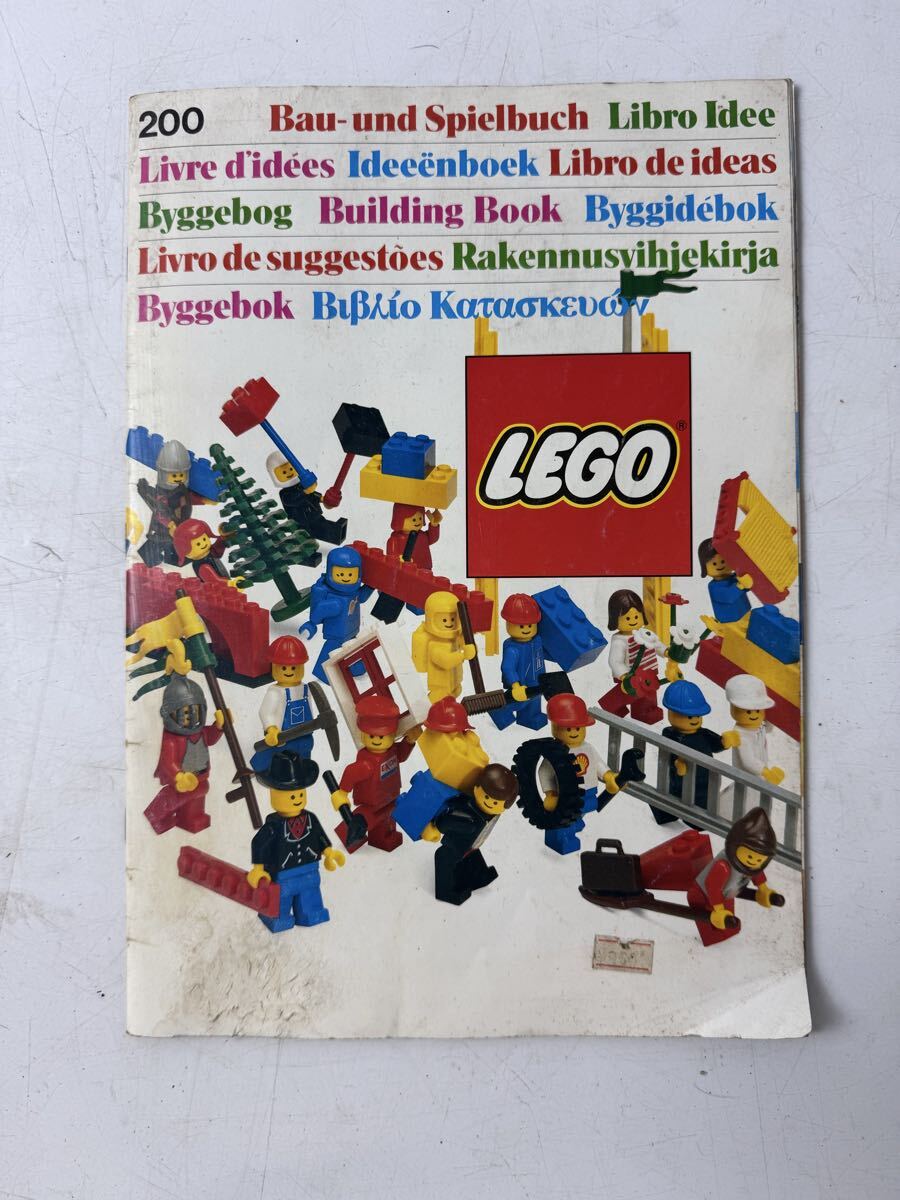 200 Bau- und Spielbuch Libro Idee
Livre d'idées Ideeënboek Libro de ideas
Byggebog Building Book Byggidébok
Livro de suggestões Rakennusvihjekirja
Byggebok Βιβλίο Κατασκευών
LEGO®